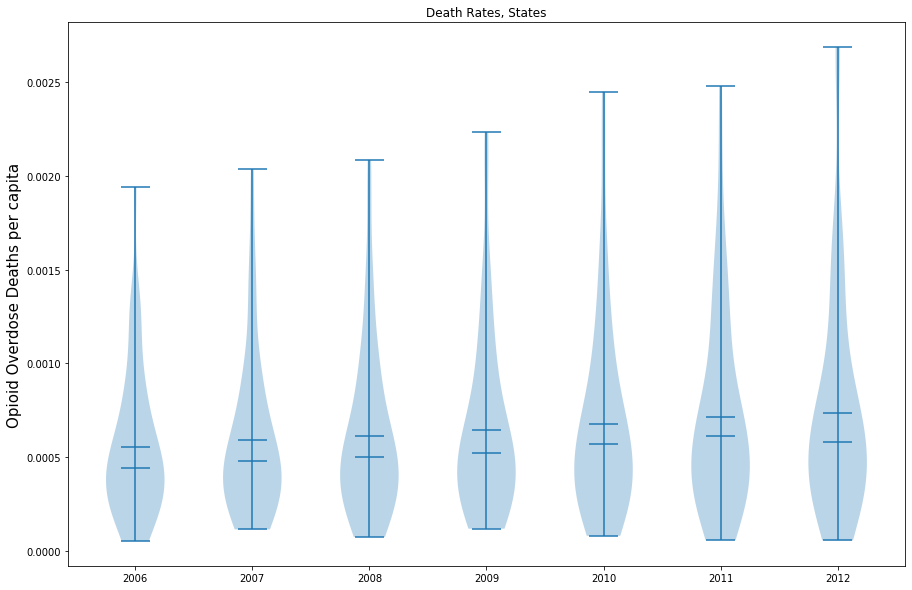 Death Rates, States
Opioid Overdose Deaths per capita
0.0025
0.0020
0.0015
0.0010
0.0005
0.0000
2006 2007 2008 2009 2010 2011 2012